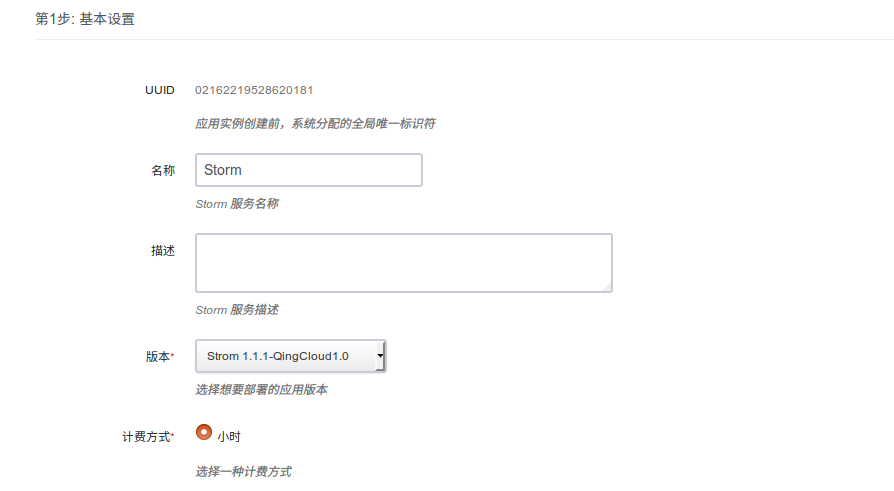 第1步: 基本设置
UUID 02162219528620181
应用实例创建前，系统分配的全局唯一标识符
名称 Storm
Storm 服务名称
描述
Storm 服务描述
版本* Strom 1.1.1-QingCloud1.0
选择想要部署的应用版本
计费方式* 小时
选择一种计费方式